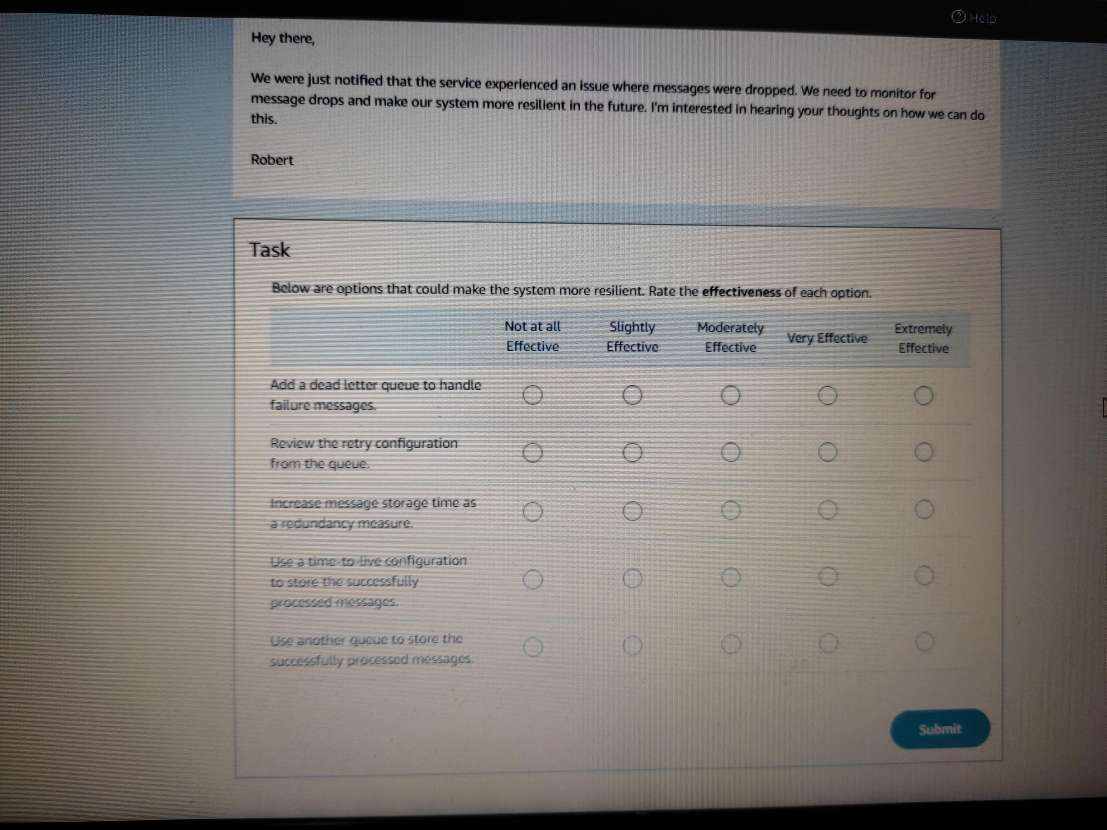 Help
Hey there,
We were just notified that the service experienced an issue where messages were dropped. We need to monitor for
message drops and make our system more resilient in the future. I'm interested in hearing your thoughts on how we can do
this.
Robert
Task
Below are options that could make the system more resilient. Rate the effectiveness of each option.
Not at all Effective
Slightly Effective
Moderately Effective
Very Effective
Extremely Effective
Add a dead letter queue to handle
failure messages.
Review the retry configuration
from the queue.
Increase message storage time as
a redundancy measure.
Use a time-to-live configuration
to store the successfully
processed messages.
Use another queue to store the
successfully processed messages.
Submit